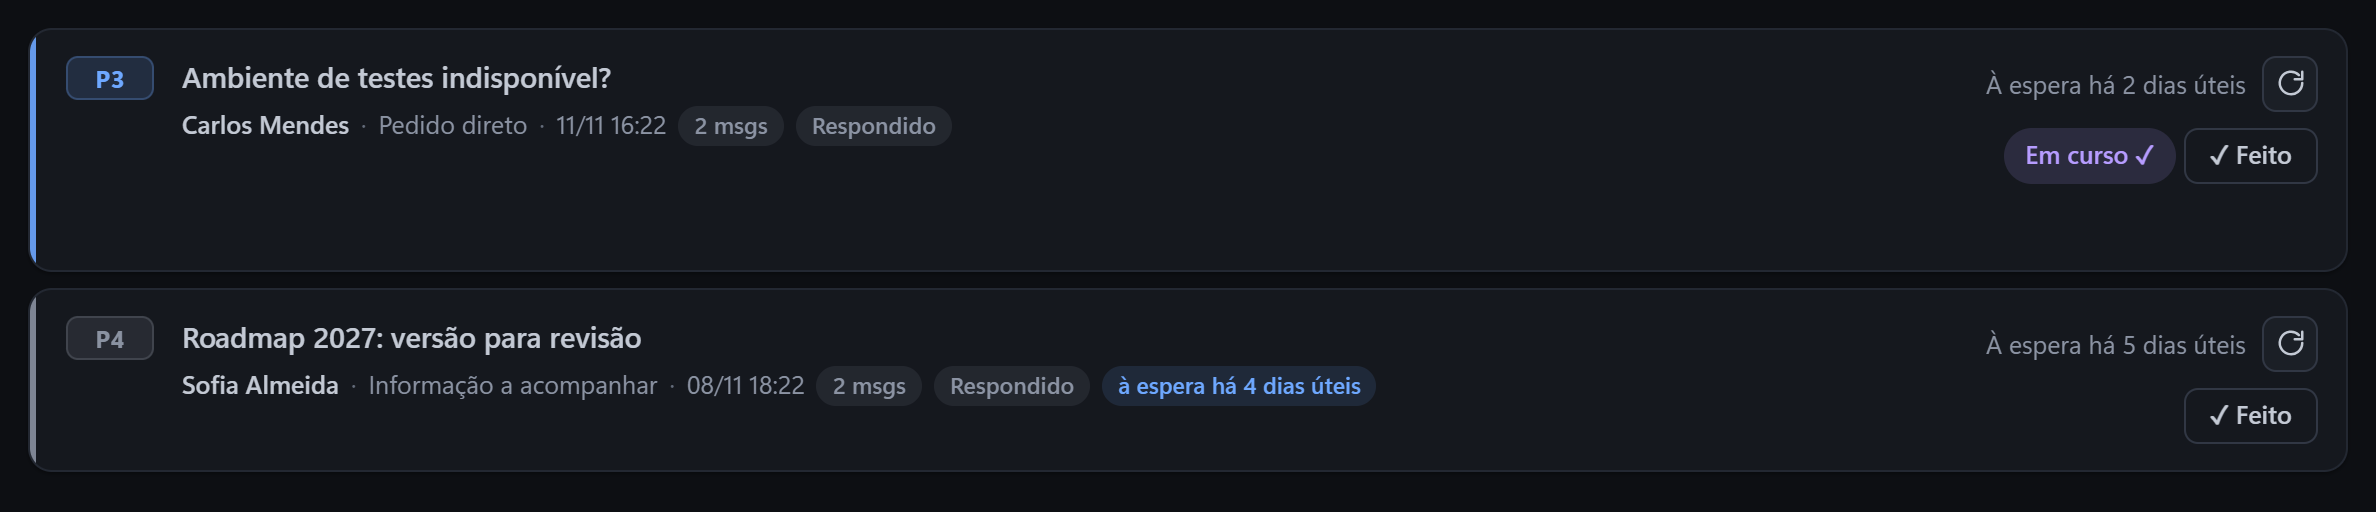 P3 Ambiente de testes indisponível? À espera há 2 dias úteis
Carlos Mendes · Pedido direto · 11/11 16:22 2 msgs Respondido
Em curso ✓ ✓ Feito
P4 Roadmap 2027: versão para revisão À espera há 5 dias úteis
Sofia Almeida · Informação a acompanhar · 08/11 18:22 2 msgs Respondido à espera há 4 dias úteis
✓ Feito